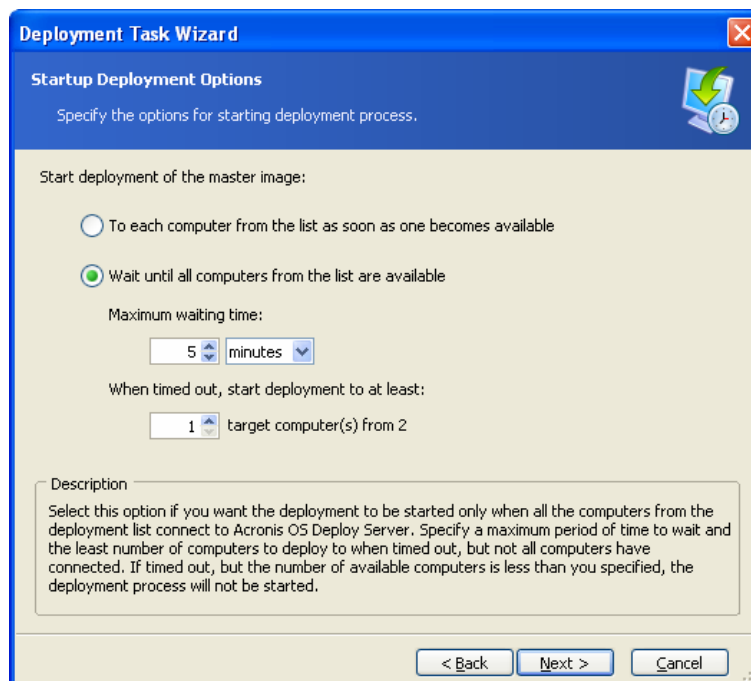 Deployment Task Wizard
Startup Deployment Options
Specify the options for starting deployment process.
Start deployment of the master image:
To each computer from the list as soon as one becomes available
Wait until all computers from the list are available
Maximum waiting time:
5 minutes
When timed out, start deployment to at least:
1 target computer(s) from 2
Description
Select this option if you want the deployment to be started only when all the computers from the
deployment list connect to Acronis OS Deploy Server. Specify a maximum period of time to wait and
the least number of computers to deploy to when timed out, but not all computers have
connected. If timed out, but the number of available computers is less than you specified, the
deployment process will not be started.
< Back Next > Cancel